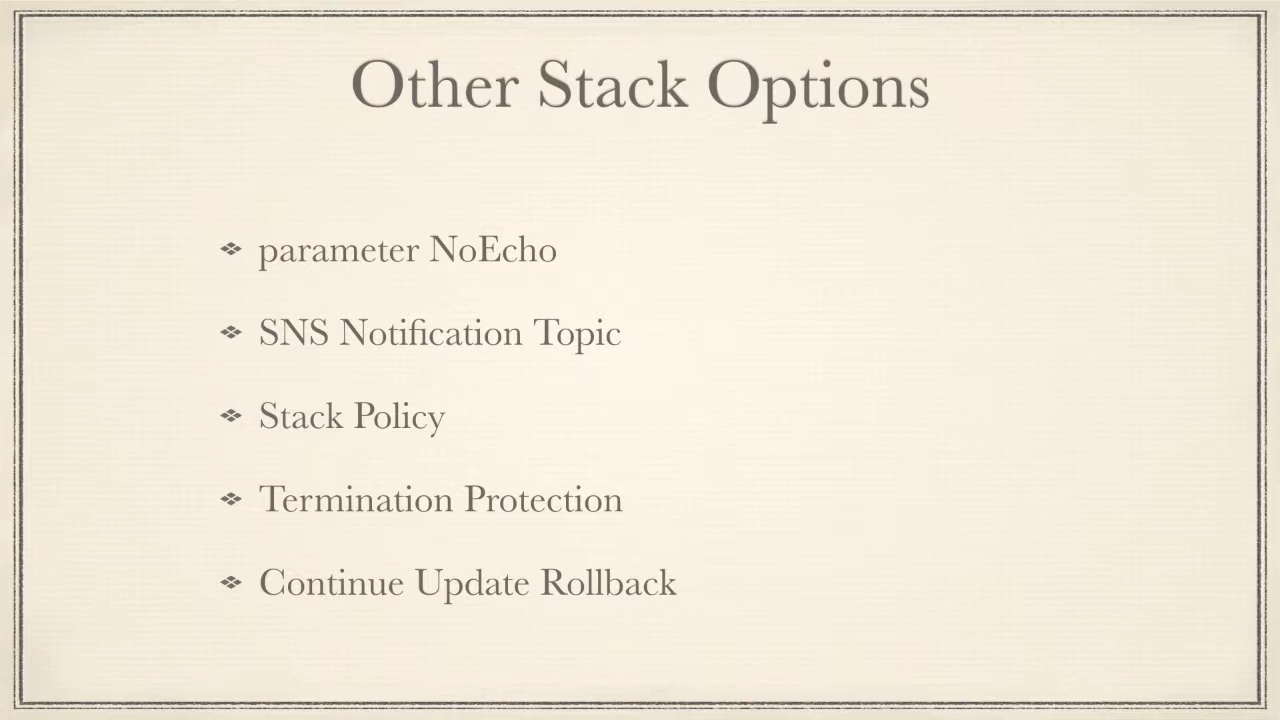 Other Stack Options
parameter NoEcho
SNS Notification Topic
Stack Policy
Termination Protection
Continue Update Rollback